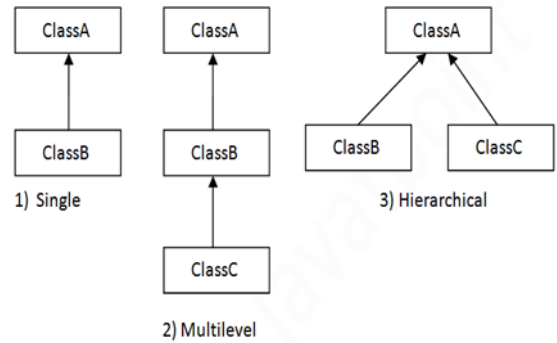 ClassA
ClassB
1) Single
ClassA
ClassB
ClassC
2) Multilevel
ClassA
ClassB
ClassC
3) Hierarchical